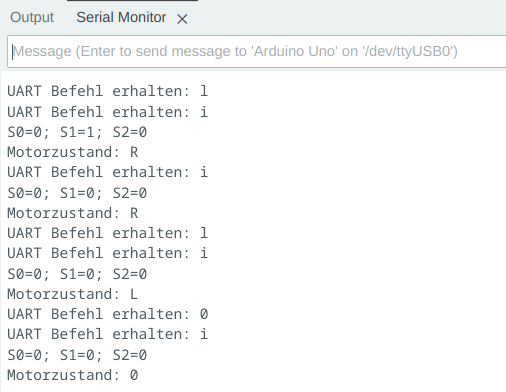 Output Serial Monitor
Message (Enter to send message to 'Arduino Uno' on '/dev/ttyUSB0')
UART Befehl erhalten: l
UART Befehl erhalten: i
S0=0; S1=1; S2=0
Motorzustand: R
UART Befehl erhalten: i
S0=0; S1=0; S2=0
Motorzustand: R
UART Befehl erhalten: l
UART Befehl erhalten: i
S0=0; S1=0; S2=0
Motorzustand: L
UART Befehl erhalten: 0
UART Befehl erhalten: i
S0=0; S1=0; S2=0
Motorzustand: 0